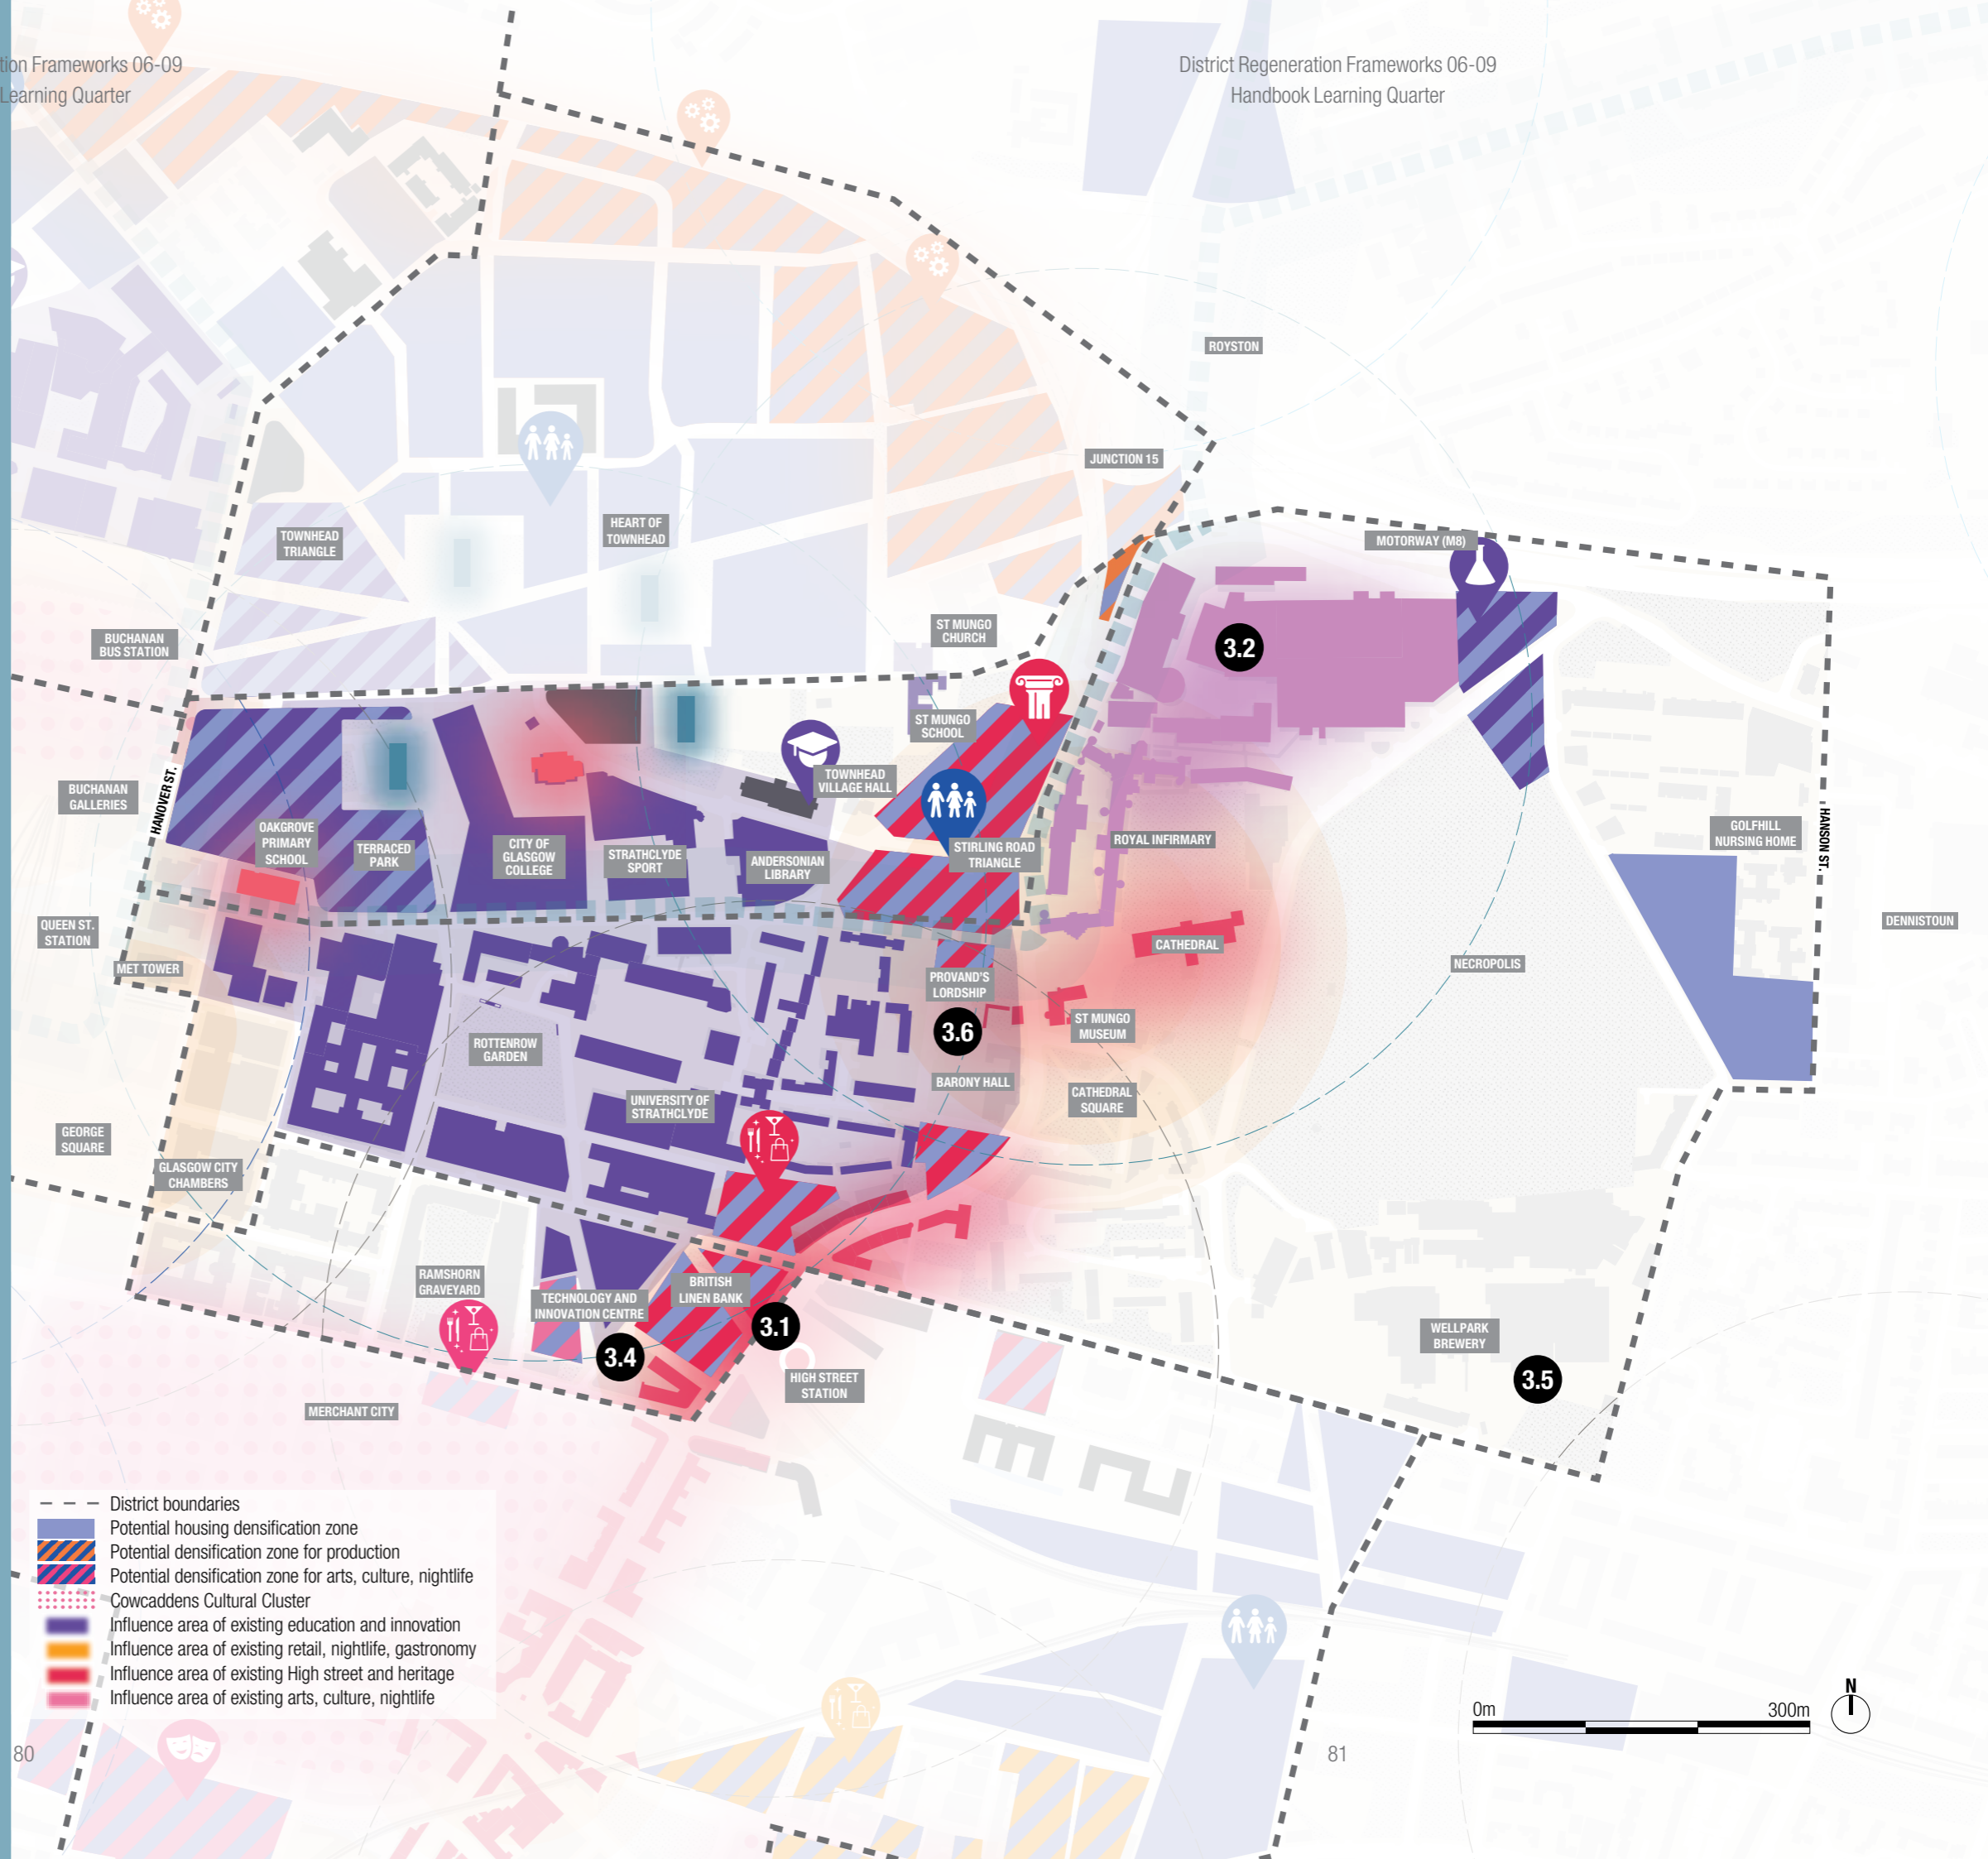 tion Frameworks 06-09
Learning Quarter
District Regeneration Frameworks 06-09
Handbook Learning Quarter
ROYSTON
JUNCTION 15
MOTORWAY (M8)
HEART OF
TOWNHEAD
TOWNHEAD
TRIANGLE
ST MUNGO
CHURCH
BUCHANAN
BUS STATION
3.2
ST MUNGO
SCHOOL
TOWNHEAD
VILLAGE HALL
BUCHANAN
GALLERIES
HANOVER ST.
OAKGROVE
PRIMARY
SCHOOL
TERRACED
PARK
CITY OF
GLASGOW
COLLEGE
STRATHCLYDE
SPORT
ANDERSONIAN
LIBRARY
STIRLING ROAD
TRIANGLE
ROYAL INFIRMARY
GOLFHILL
NURSING HOME
HANSON ST.
DENNISTOUN
QUEEN ST.
STATION
MET TOWER
CATHEDRAL
NECROPOLIS
PROVAND'S
LORDSHIP
3.6
ST MUNGO
MUSEUM
ROTTENROW
GARDEN
BARONY HALL
CATHEDRAL
SQUARE
UNIVERSITY OF
STRATHCLYDE
GEORGE
SQUARE
GLASGOW CITY
CHAMBERS
RAMSHORN
GRAVEYARD
TECHNOLOGY AND
INNOVATION CENTRE
BRITISH
LINEN BANK
3.1
3.4
HIGH STREET
STATION
WELLPARK
BREWERY
3.5
MERCHANT CITY
District boundaries
Potential housing densification zone
Potential densification zone for production
Potential densification zone for arts, culture, nightlife
Cowcaddens Cultural Cluster
Influence area of existing education and innovation
Influence area of existing retail, nightlife, gastronomy
Influence area of existing High street and heritage
Influence area of existing arts, culture, nightlife
0m
300m
N
80
81